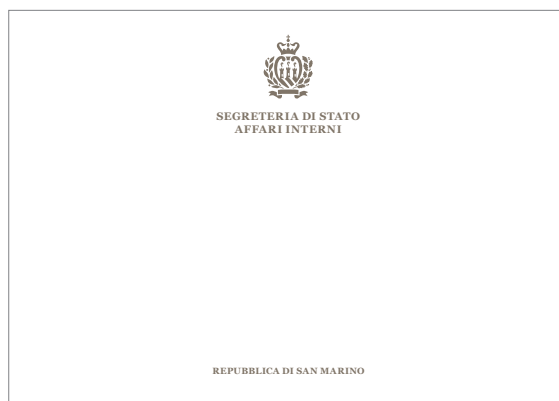 SEGRETERIA DI STATO
AFFARI INTERNI
REPUBBLICA DI SAN MARINO